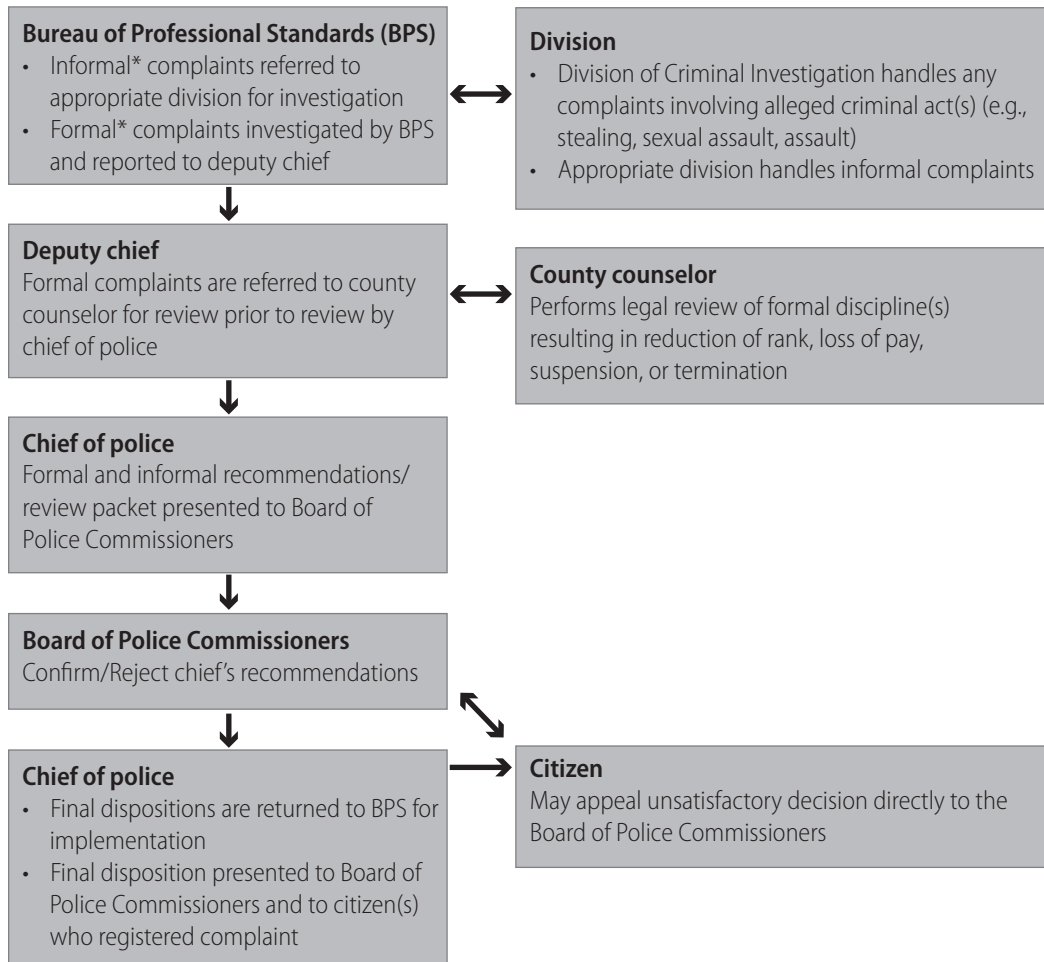 Bureau of Professional Standards (BPS)
• Informal* complaints referred to
appropriate division for investigation
• Formal* complaints investigated by BPS
and reported to deputy chief
Division
• Division of Criminal Investigation handles any
complaints involving alleged criminal act(s) (e.g.,
stealing, sexual assault, assault)
• Appropriate division handles informal complaints
Deputy chief
Formal complaints are referred to county
counselor for review prior to review by
chief of police
County counselor
Performs legal review of formal discipline(s)
resulting in reduction of rank, loss of pay,
suspension, or termination
Chief of police
Formal and informal recommendations/
review packet presented to Board of
Police Commissioners
Board of Police Commissioners
Confirm/Reject chief's recommendations
Chief of police
• Final dispositions are returned to BPS for
implementation
• Final disposition presented to Board of
Police Commissioners and to citizen(s)
who registered complaint
Citizen
May appeal unsatisfactory decision directly to the
Board of Police Commissioners